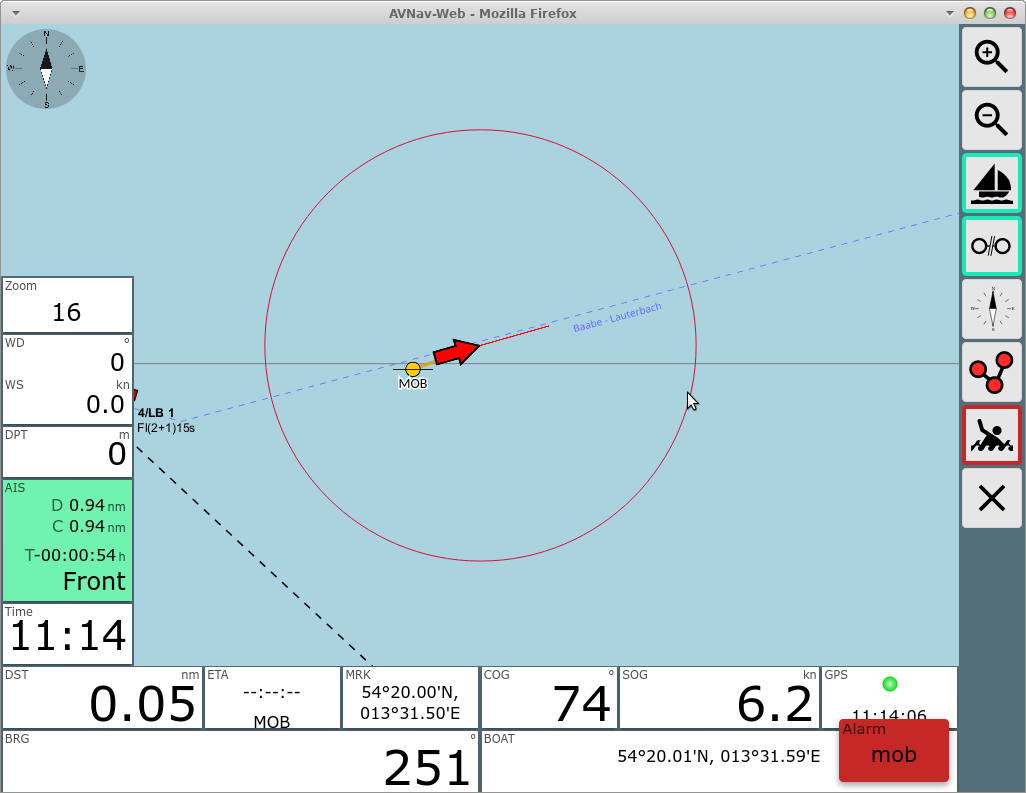 AVNav-Web - Mozilla Firefox
N
W
E
S
Baabe - Lauterbach
MOB
4/LB 1
Fl(2+1)15s
Zoom
16
WD °
0
WS kn
0.0
DPT m
0
AIS
D 0.94 nm
C 0.94 nm
T-00:00:54 h
Front
Time
11:14
DST nm
0.05
ETA
--:--:--
MOB
MRK
54°20.00'N,
013°31.50'E
COG °
74
SOG kn
6.2
GPS
11:14:06
BRG °
251
BOAT
54°20.01'N, 013°31.59'E
Alarm
mob